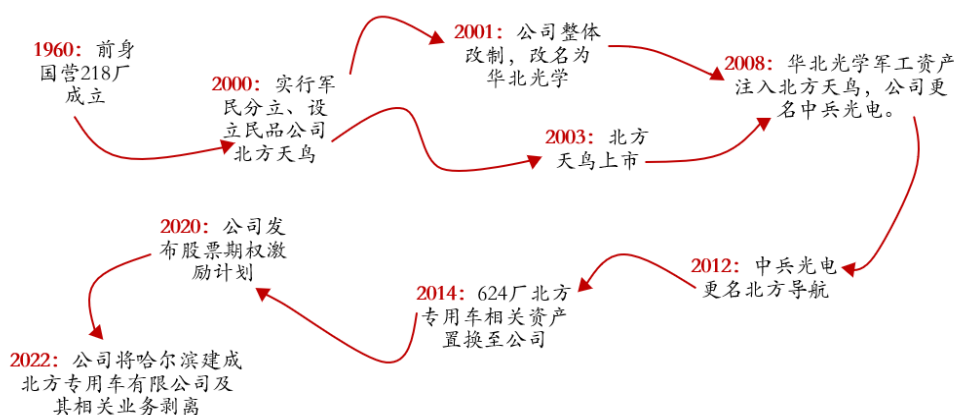 1960：前身
国营218厂
成立
2000：实行军
民分立、设
立民品公司
北方天鸟
2001：公司整体
改制，改名为
华北光学
2003：北方
天鸟上市
2008：华北光学军工资产
注入北方天鸟，公司更
名中兵光电。
2012：中兵光电
更名北方导航
2014：624厂北方
专用车相关资产
置换至公司
2020：公司发
布股票期权激
励计划
2022：公司将哈尔滨建成
北方专用车有限公司及
其相关业务剥离